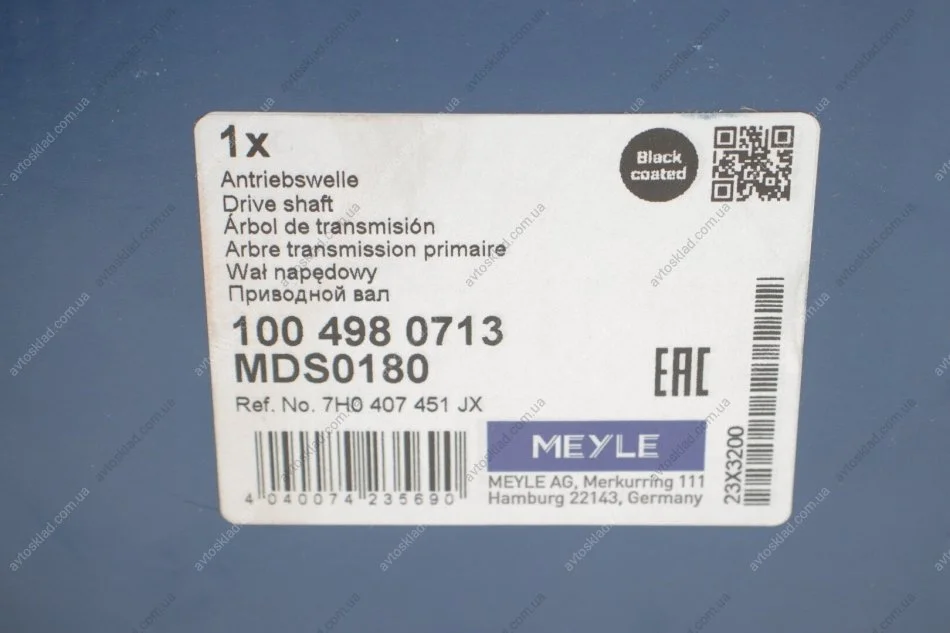 1x
Black
coated
Antriebswelle
Drive shaft
Árbol de transmisión
Arbre transmission primaire
Wał napędowy
Приводной вал
100 498 0713
MDS0180
EAC
Ref. No. 7H0 407 451 JX
MEYLE
MEYLE AG, Merkurring 111
Hamburg 22143, Germany
4 040074 235690
23X3200
avtosklad.com.ua